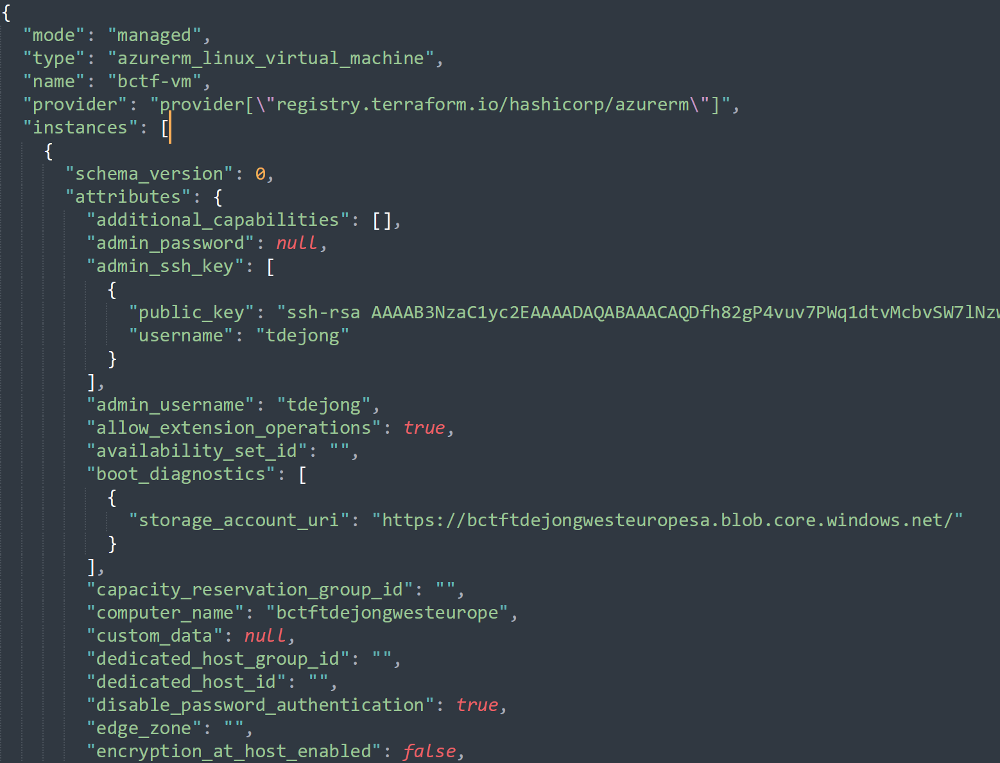 {
"mode": "managed",
"type": "azurerm_linux_virtual_machine",
"name": "bctf-vm",
"provider": "provider[\"registry.terraform.io/hashicorp/azurerm\"]",
"instances": [
{
"schema_version": 0,
"attributes": {
"additional_capabilities": [],
"admin_password": null,
"admin_ssh_key": [
{
"public_key": "ssh-rsa AAAAB3NzaC1yc2EAAAADAQABAAACAQDfh82gP4vuv7PWq1dtvMcbvSW7lNzw
"username": "tdejong"
}
],
"admin_username": "tdejong",
"allow_extension_operations": true,
"availability_set_id": "",
"boot_diagnostics": [
{
"storage_account_uri": "https://bctftdejongwesteuropesa.blob.core.windows.net/"
}
],
"capacity_reservation_group_id": "",
"computer_name": "bctftdejongwesteurope",
"custom_data": null,
"dedicated_host_group_id": "",
"dedicated_host_id": "",
"disable_password_authentication": true,
"edge_zone": "",
"encryption_at_host_enabled": false,